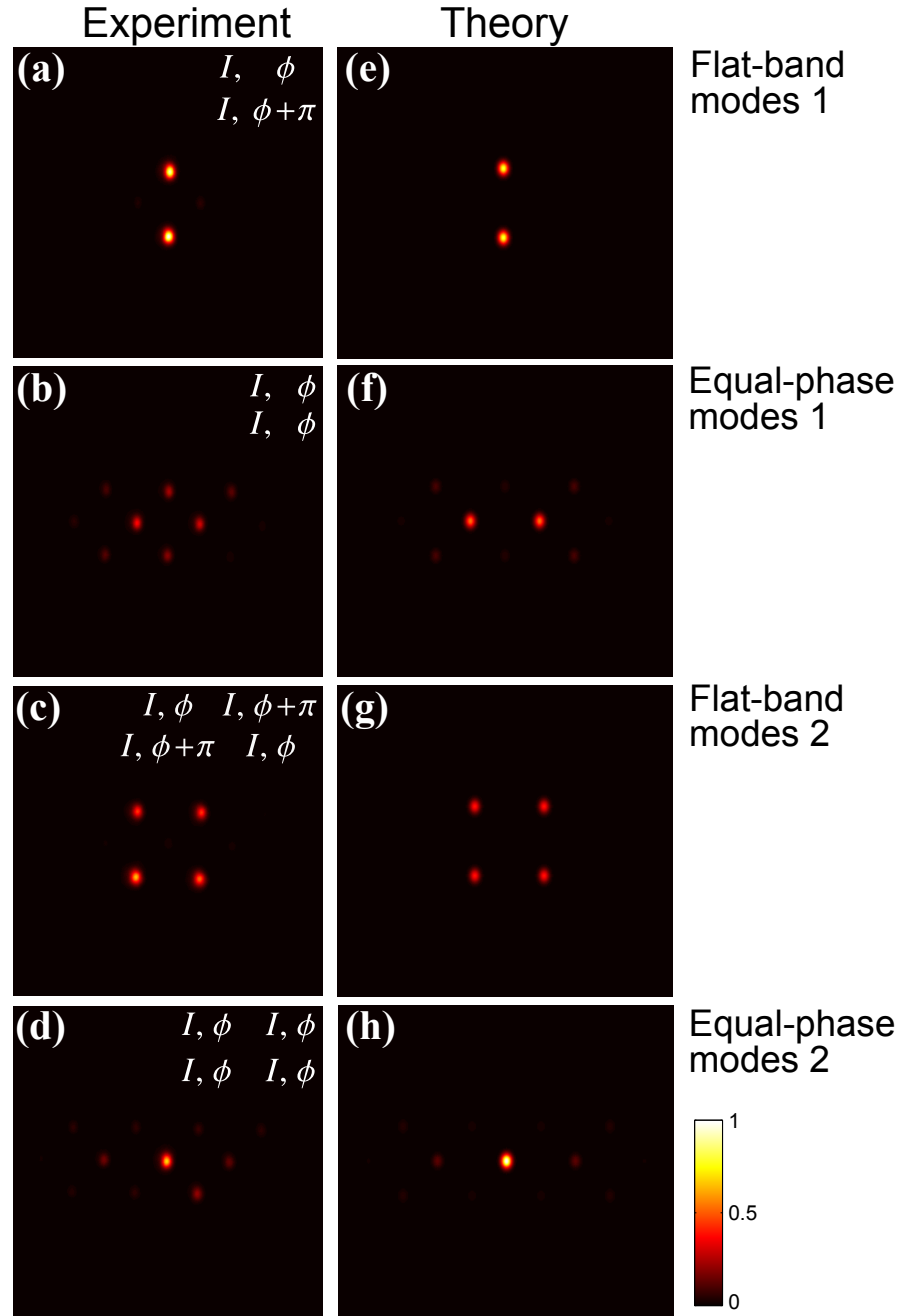 Experiment Theory
(a) I, ϕ
I, ϕ+π
(e)
Flat-band
modes 1
(b) I, ϕ
I, ϕ
(f)
Equal-phase
modes 1
(c) I, ϕ I, ϕ+π
I, ϕ+π I, ϕ
(g)
Flat-band
modes 2
(d) I, ϕ I, ϕ
I, ϕ I, ϕ
(h)
Equal-phase
modes 2
1
0.5
0